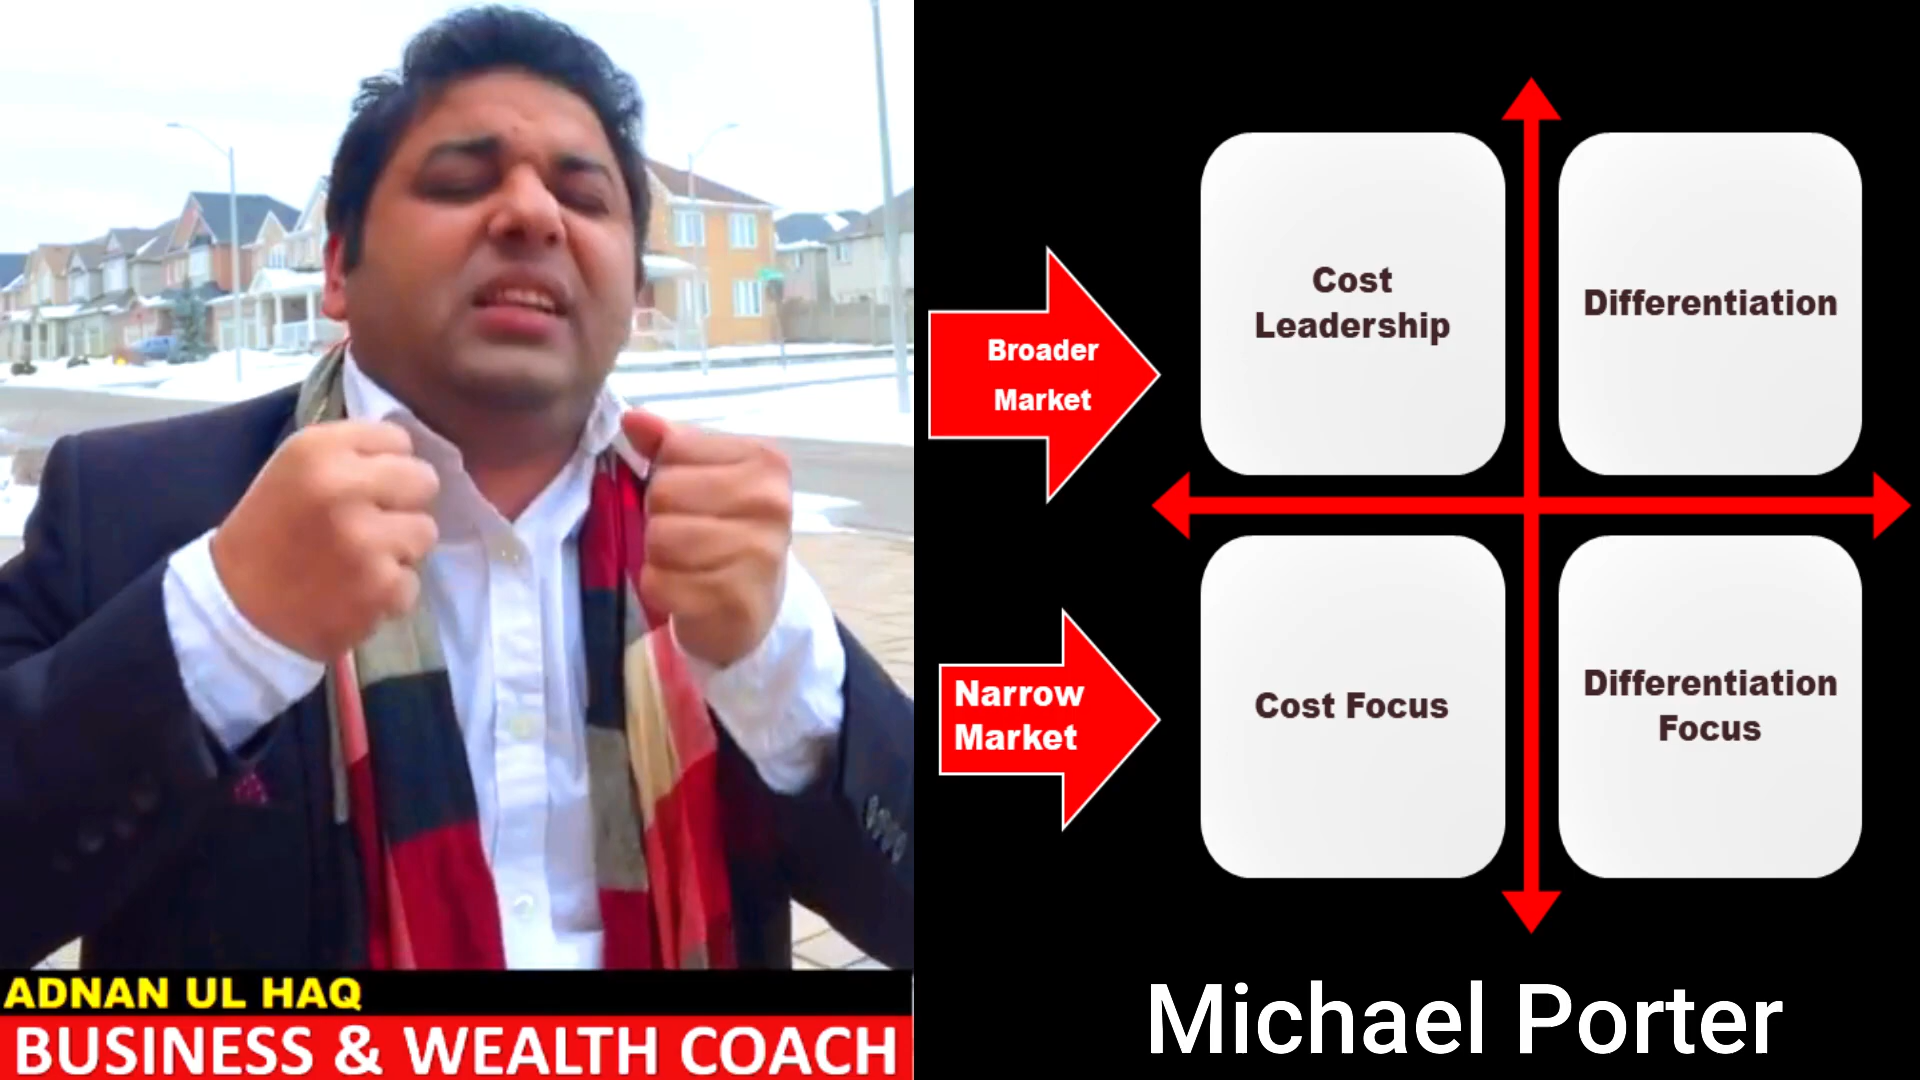 ADNAN UL HAQ
BUSINESS & WEALTH COACH
Broader
Market
Cost
Leadership
Differentiation
Narrow
Market
Cost Focus
Differentiation
Focus
Michael Porter